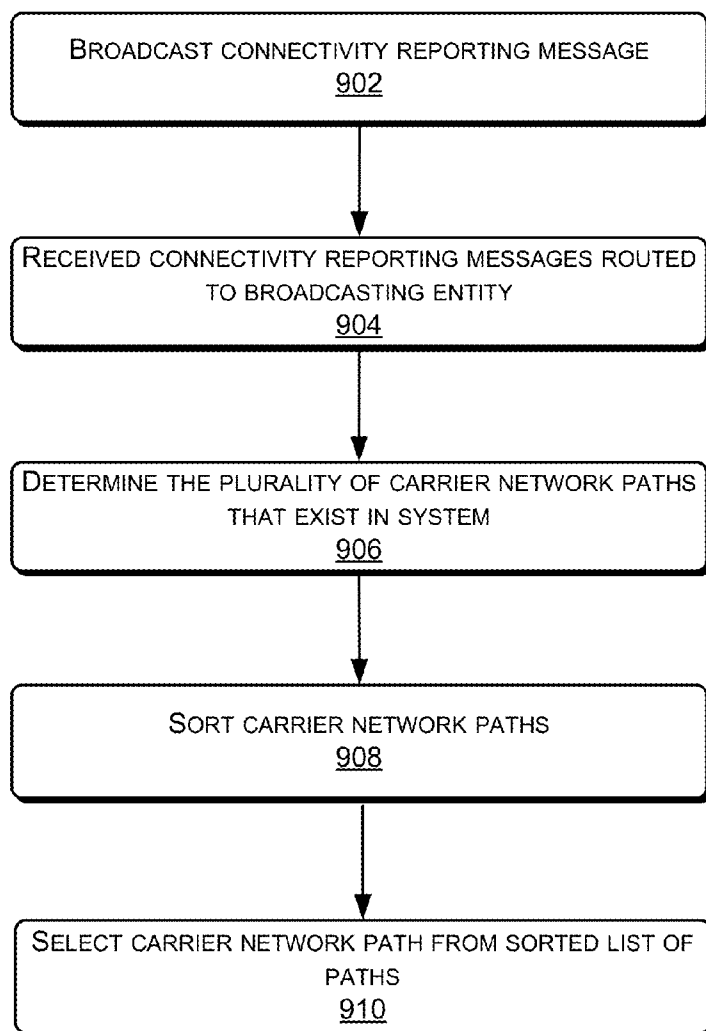 BROADCAST CONNECTIVITY REPORTING MESSAGE
902
RECEIVED CONNECTIVITY REPORTING MESSAGES ROUTED
TO BROADCASTING ENTITY
904
DETERMINE THE PLURALITY OF CARRIER NETWORK PATHS
THAT EXIST IN SYSTEM
906
SORT CARRIER NETWORK PATHS
908
SELECT CARRIER NETWORK PATH FROM SORTED LIST OF
PATHS
910